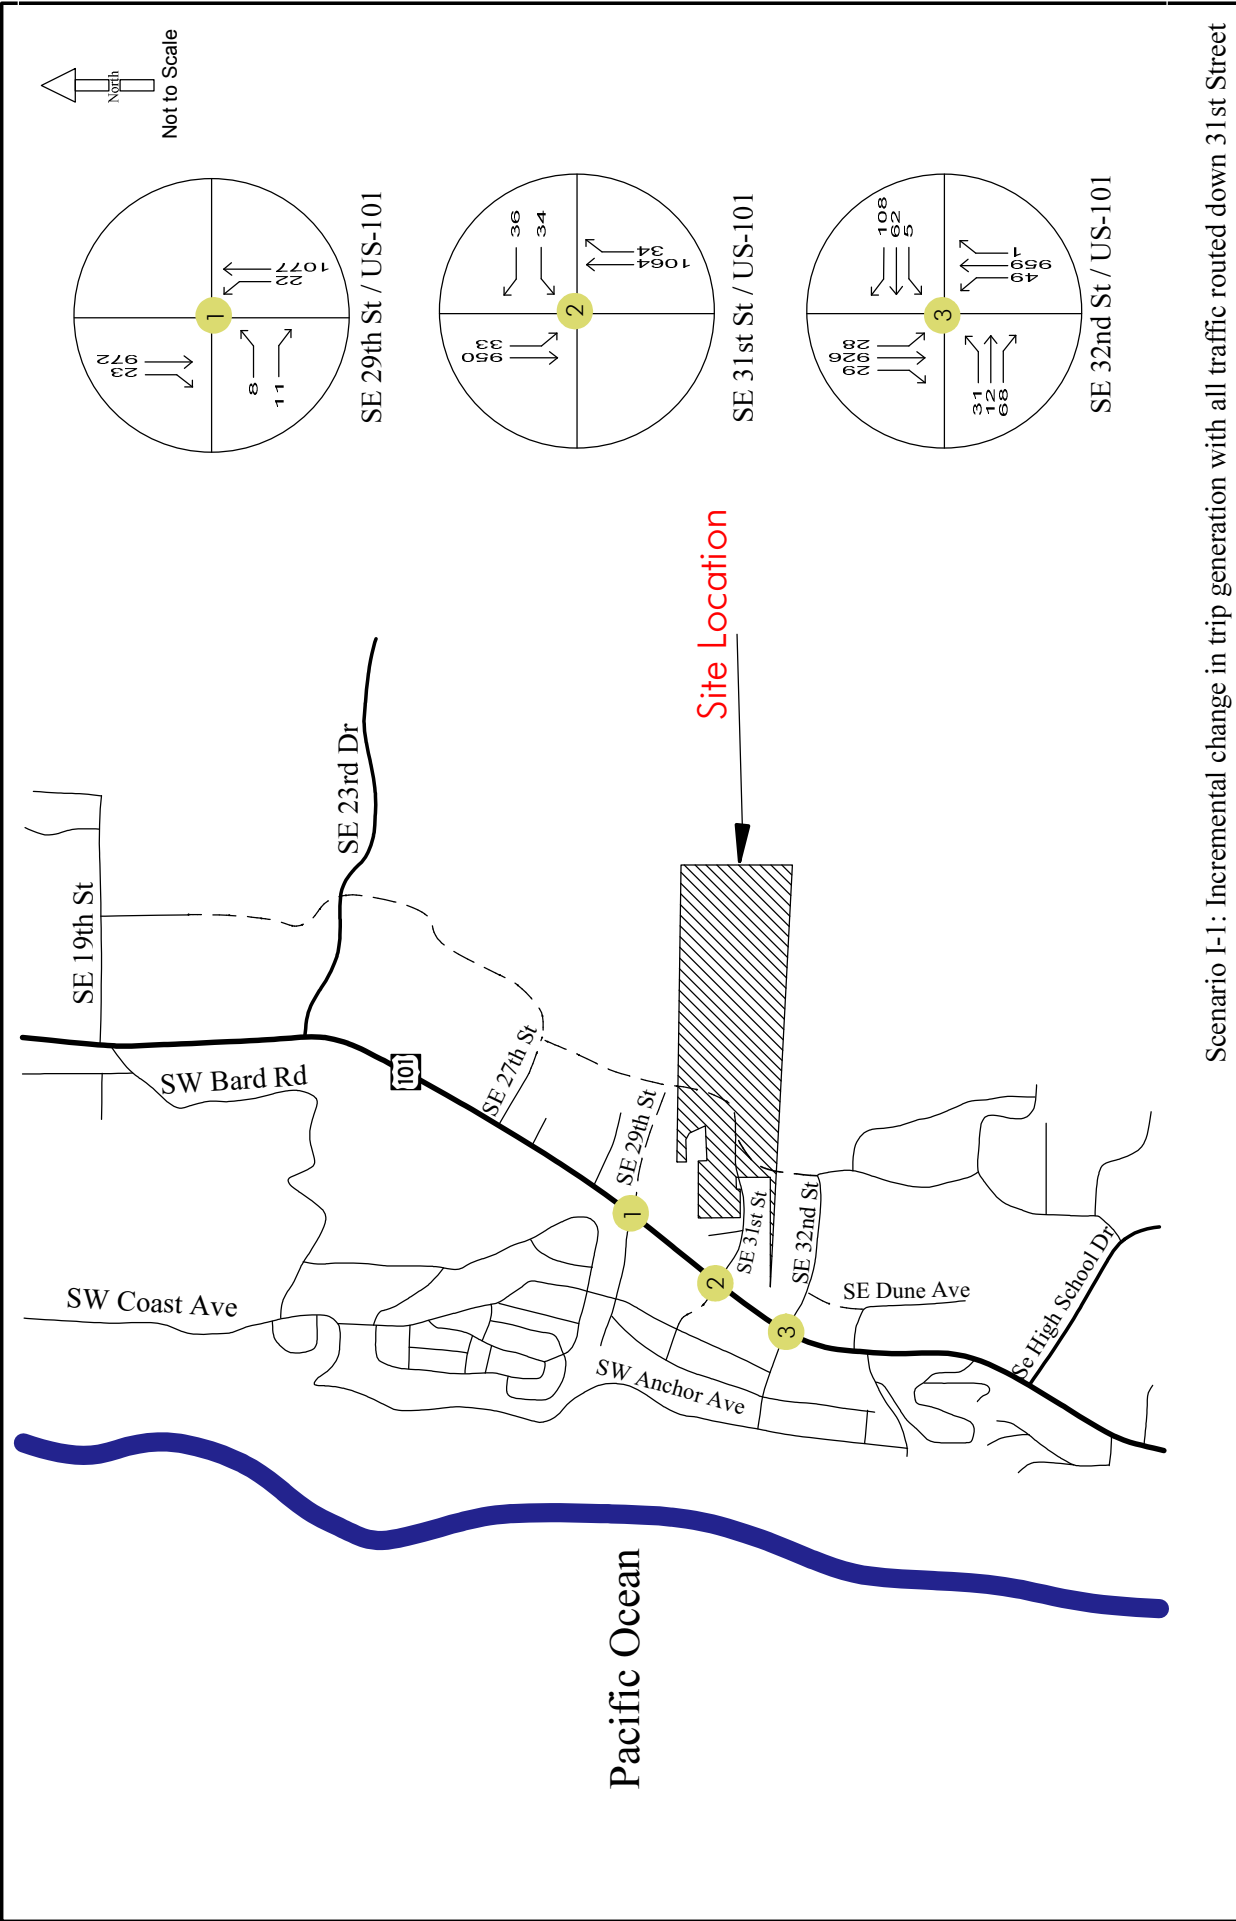 North
Not to Scale
23
972
8
11
22
1077
1
SE 29th St / US-101
950
33
36
34
1064
34
2
SE 31st St / US-101
29
926
28
108
62
5
31
12
68
49
959
1
3
SE 32nd St / US-101
Site Location
SE 19th St
SE 23rd Dr
SW Bard Rd
101
SE 27th St
SE 29th St
SE 31st St
SE 32nd St
SE Dune Ave
Se High School Dr
SW Coast Ave
SW Anchor Ave
1
2
3
Pacific Ocean
Scenario I-1: Incremental change in trip generation with all traffic routed down 31st Street